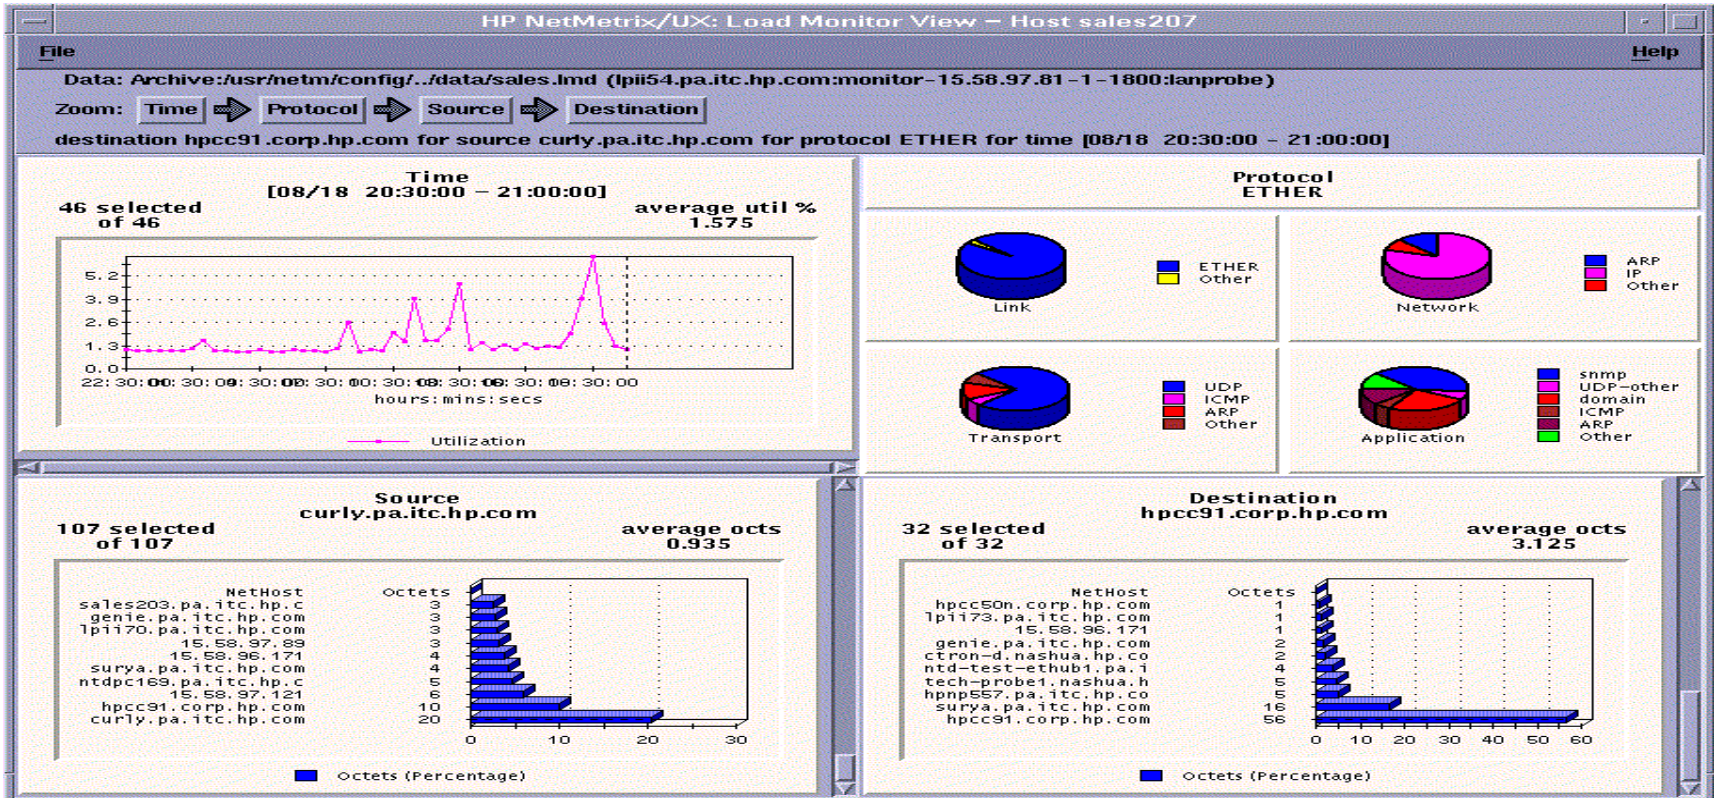 HP NetMetrix/UX: Load Monitor View – Host sales207
File Help
Data: Archive:/usr/netm/config/../data/sales.lmd (lpii54.pa.itc.hp.com:monitor-15.58.97.81-1-1800:lanprobe)
Zoom: Time Protocol Source Destination
destination hpcc91.corp.hp.com for source curly.pa.itc.hp.com for protocol ETHER for time [08/18 20:30:00 - 21:00:00]
Time
[08/18 20:30:00 – 21:00:00]
46 selected
of 46
average util %
1.575
5.2
3.9
2.6
1.3
0.0
hours:mins:secs
Utilization
Protocol
ETHER
ETHER
Other
Link
ARP
IP
Other
Network
UDP
ICMP
ARP
Other
Transport
snmp
UDP-other
domain
ICMP
ARP
Other
Application
Source
curly.pa.itc.hp.com
107 selected
of 107
average octs
0.935
NetHost Octets
sales203.pa.itc.hp.c 3
genie.pa.itc.hp.com 3
lpii70.pa.itc.hp.com 3
15.58.97.89 3
15.58.96.171 4
surya.pa.itc.hp.com 4
ntdpc169.pa.itc.hp.c 5
15.58.97.121 6
hpcc91.corp.hp.com 10
curly.pa.itc.hp.com 20
0 10 20 30
Octets (Percentage)
Destination
hpcc91.corp.hp.com
32 selected
of 32
average octs
3.125
NetHost Octets
hpcc50n.corp.hp.com 1
lpii73.pa.itc.hp.com 1
15.58.96.171 1
genie.pa.itc.hp.com 2
ctron-d.nashua.hp.co 2
ntd-test-ethub1.pa.i 4
tech-probe1.nashua.h 5
hpnp557.pa.itc.hp.co 5
surya.pa.itc.hp.com 16
hpcc91.corp.hp.com 56
0 10 20 30 40 50 60
Octets (Percentage)